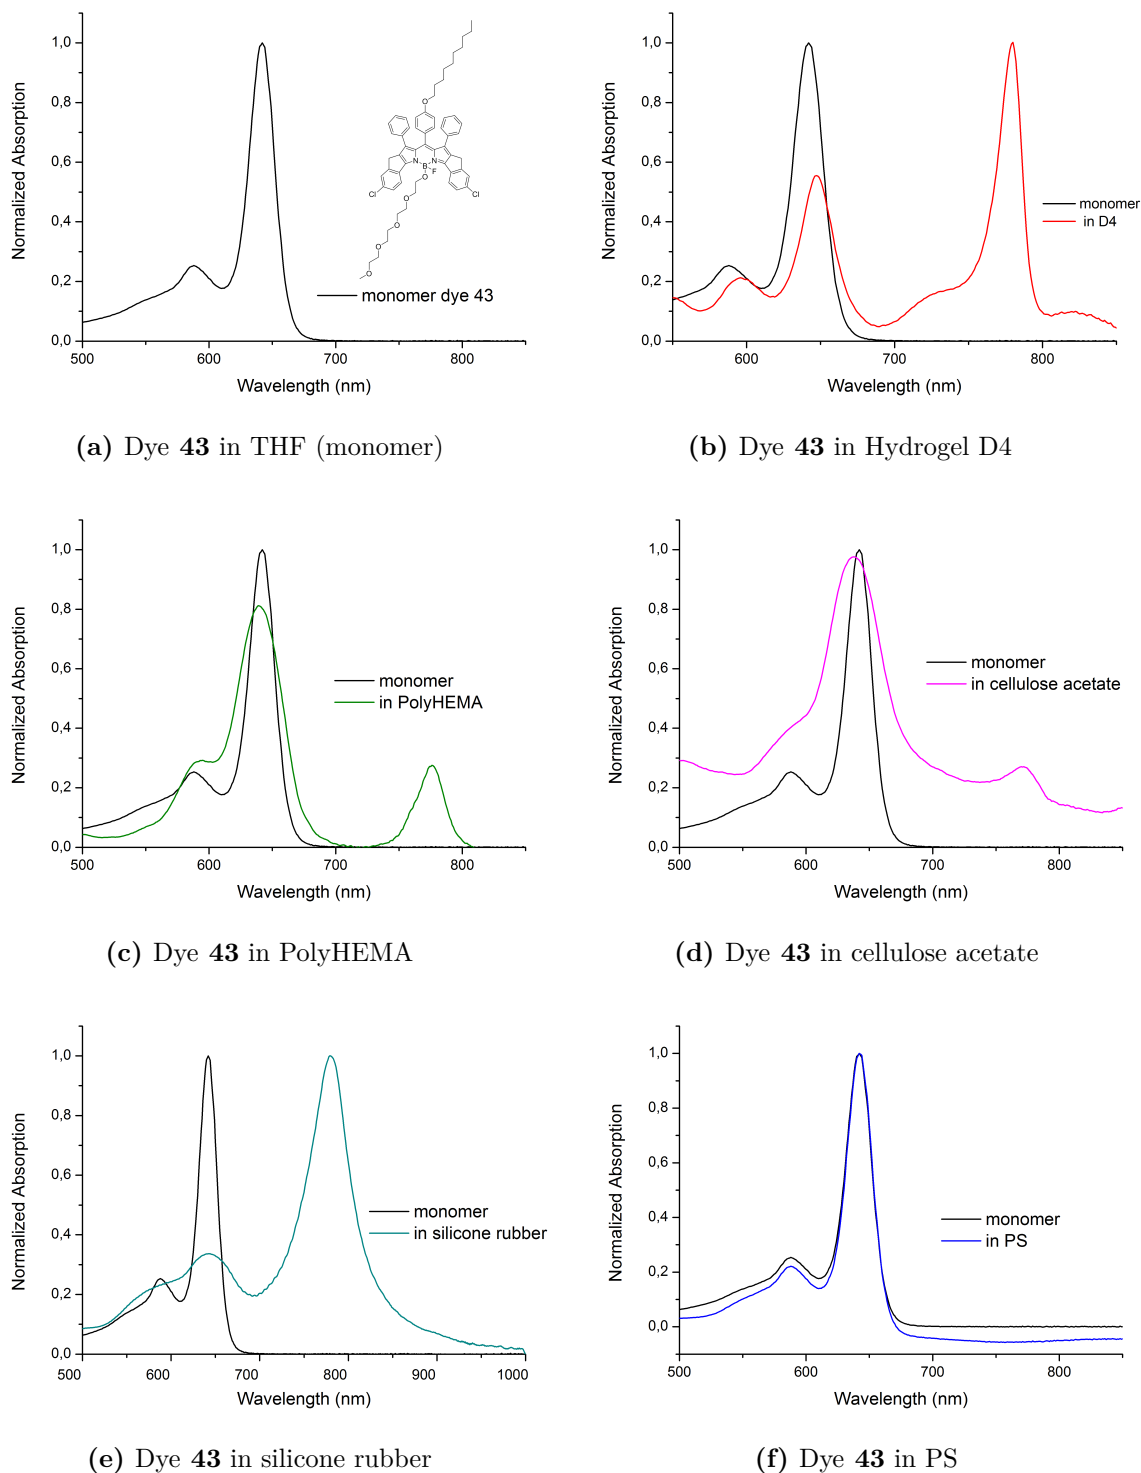 1,0
0,8
0,6
0,4
0,2
0,0
Normalized Absorption
500 600 700 800
Wavelength (nm)
monomer dye 43
O
N B N
F
O
Cl Cl
O
O
O
O
(a) Dye 43 in THF (monomer)
1,0
0,8
0,6
0,4
0,2
0,0
Normalized Absorption
600 700 800
Wavelength (nm)
monomer
in D4
(b) Dye 43 in Hydrogel D4
1,0
0,8
0,6
0,4
0,2
0,0
Normalized Absorption
500 600 700 800
Wavelength (nm)
monomer
in PolyHEMA
(c) Dye 43 in PolyHEMA
1,0
0,8
0,6
0,4
0,2
0,0
Normalized Absorption
500 600 700 800
Wavelength (nm)
monomer
in cellulose acetate
(d) Dye 43 in cellulose acetate
1,0
0,8
0,6
0,4
0,2
0,0
Normalized Absorption
500 600 700 800 900 1000
Wavelength (nm)
monomer
in silicone rubber
(e) Dye 43 in silicone rubber
1,0
0,8
0,6
0,4
0,2
0,0
Normalized Absorption
500 600 700 800
Wavelength (nm)
monomer
in PS
(f) Dye 43 in PS